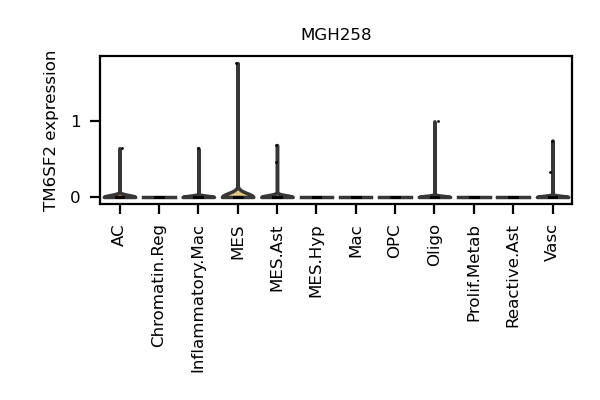 MGH258
TM6SF2 expression
1
0
AC
Chromatin.Reg
Inflammatory.Mac
MES
MES.Ast
MES.Hyp
Mac
OPC
Oligo
Prolif.Metab
Reactive.Ast
Vasc